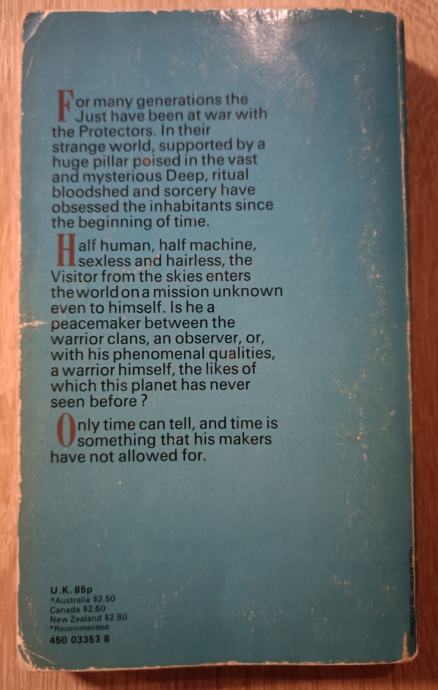 For many generations the
Just have been at war with
the Protectors. In their
strange world, supported by a
huge pillar poised in the vast
and mysterious Deep, ritual
bloodshed and sorcery have
obsessed the inhabitants since
the beginning of time.
Half human, half machine,
sexless and hairless, the
Visitor from the skies enters
the world on a mission unknown
even to himself. Is he a
peacemaker between the
warrior clans, an observer, or,
with his phenomenal qualities,
a warrior himself, the likes of
which this planet has never
seen before?
Only time can tell, and time is
something that his makers
have not allowed for.
U.K. 85p
*Australia $2.50
Canada $2.50
New Zealand $2.80
*Recommended
450 03353 8